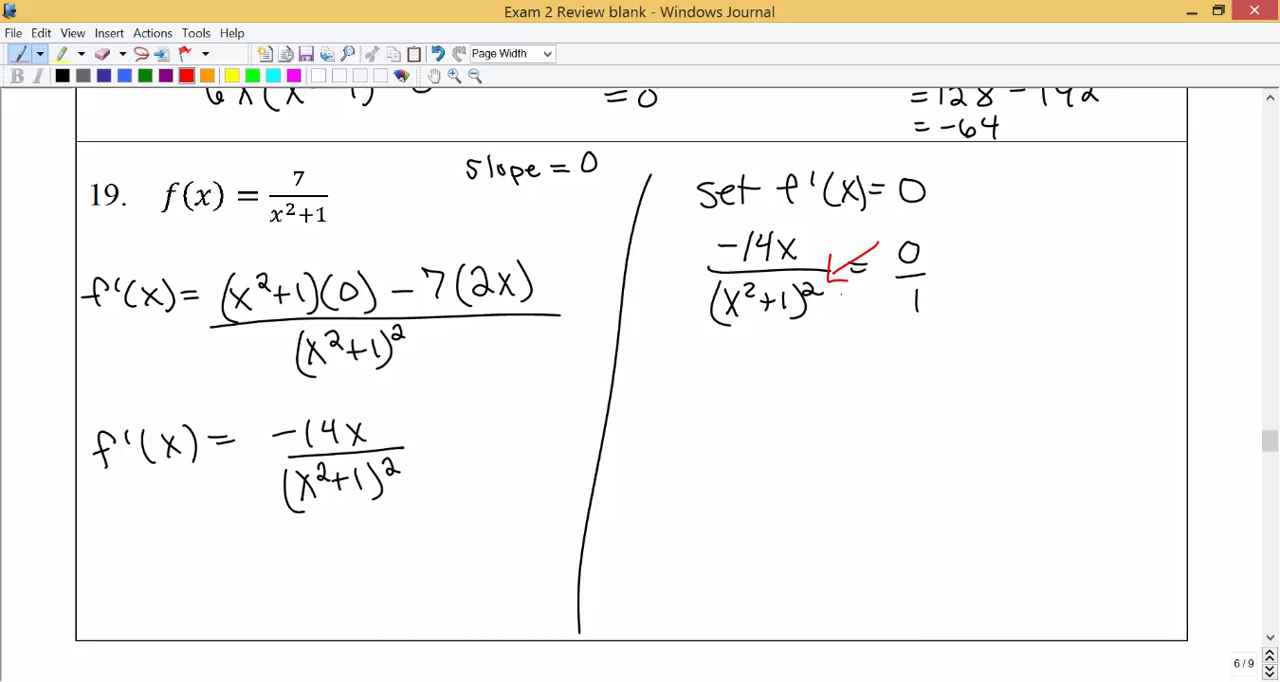 Exam 2 Review blank - Windows Journal
File Edit View Insert Actions Tools Help
Page Width
B I
= 0
= 128 - 192
= -64
slope = 0
19. f(x) = 7/(x²+1)
f'(x) = ((x²+1)(0) - 7(2x))/(x²+1)²
f'(x) = -14x/(x²+1)²
set f'(x) = 0
-14x/(x²+1)² = 0/1
6 / 9